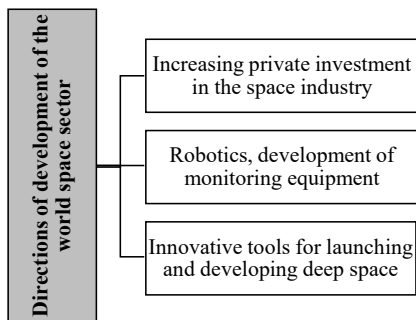 Directions of development of the
world space sector
Increasing private investment
in the space industry
Robotics, development of
monitoring equipment
Innovative tools for launching
and developing deep space